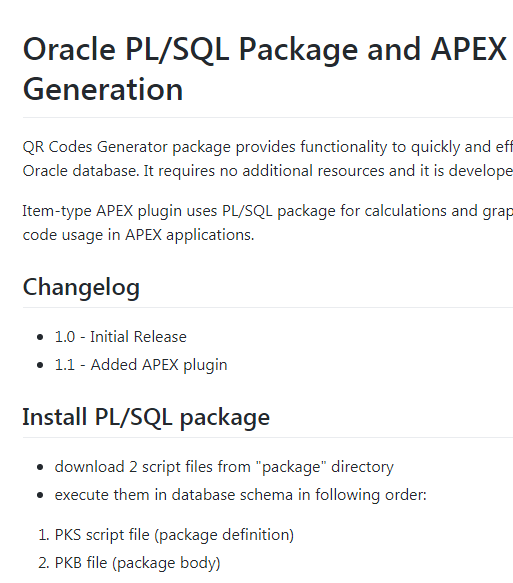 Oracle PL/SQL Package and APEX
Generation
QR Codes Generator package provides functionality to quickly and eff
Oracle database. It requires no additional resources and it is develope
Item-type APEX plugin uses PL/SQL package for calculations and grap
code usage in APEX applications.
Changelog
• 1.0 - Initial Release
• 1.1 - Added APEX plugin
Install PL/SQL package
• download 2 script files from "package" directory
• execute them in database schema in following order:
1. PKS script file (package definition)
2. PKB file (package body)